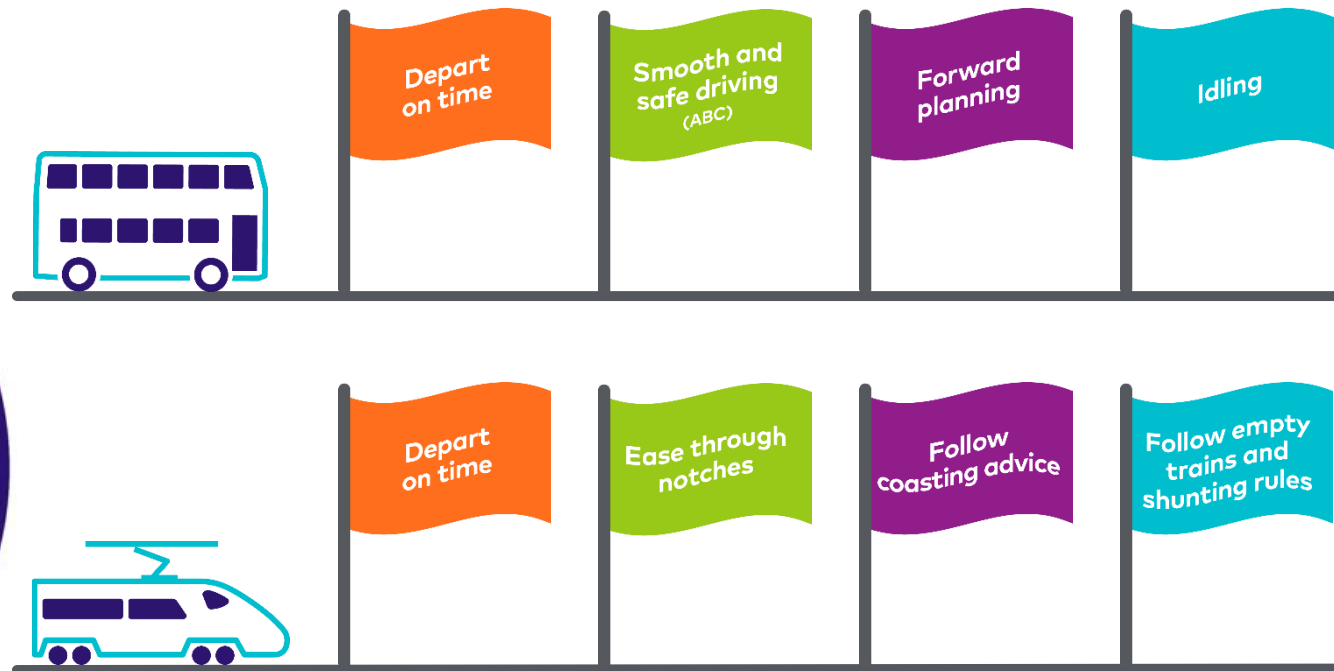 Depart
on time
Smooth and
safe driving
(ABC)
Forward
planning
Idling
Depart
on time
Ease through
notches
Follow
coasting advice
Follow empty
trains and
shunting rules